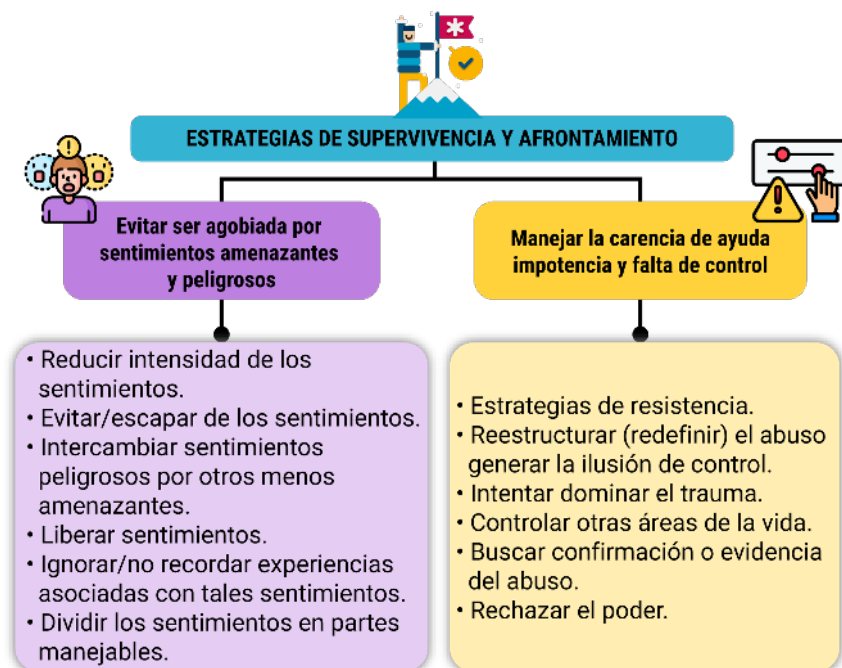 ESTRATEGIAS DE SUPERVIVENCIA Y AFRONTAMIENTO
Evitar ser agobiada por
sentimientos amenazantes
y peligrosos
• Reducir intensidad de los
sentimientos.
• Evitar/escapar de los sentimientos.
• Intercambiar sentimientos
peligrosos por otros menos
amenazantes.
• Liberar sentimientos.
• Ignorar/no recordar experiencias
asociadas con tales sentimientos.
• Dividir los sentimientos en partes
manejables.
Manejar la carencia de ayuda
impotencia y falta de control
• Estrategias de resistencia.
• Reestructurar (redefinir) el abuso
generar la ilusión de control.
• Intentar dominar el trauma.
• Controlar otras áreas de la vida.
• Buscar confirmación o evidencia
del abuso.
• Rechazar el poder.